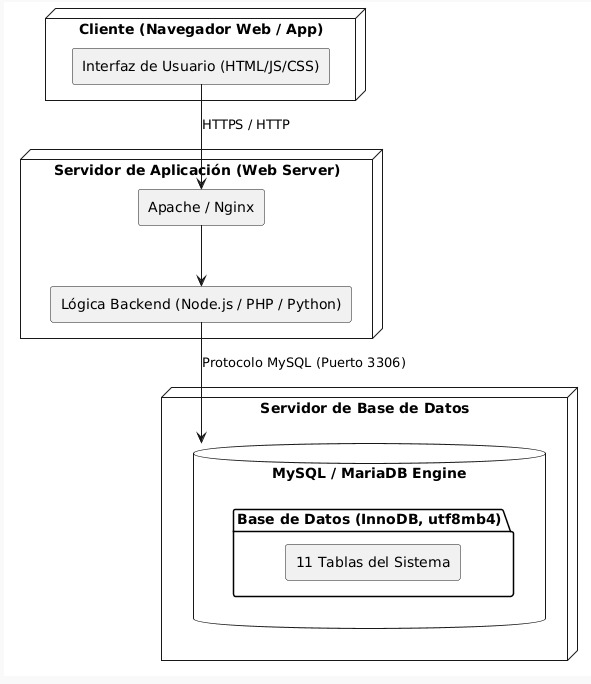 Cliente (Navegador Web / App)
Interfaz de Usuario (HTML/JS/CSS)
HTTPS / HTTP
Servidor de Aplicación (Web Server)
Apache / Nginx
Lógica Backend (Node.js / PHP / Python)
Protocolo MySQL (Puerto 3306)
Servidor de Base de Datos
MySQL / MariaDB Engine
Base de Datos (InnoDB, utf8mb4)
11 Tablas del Sistema